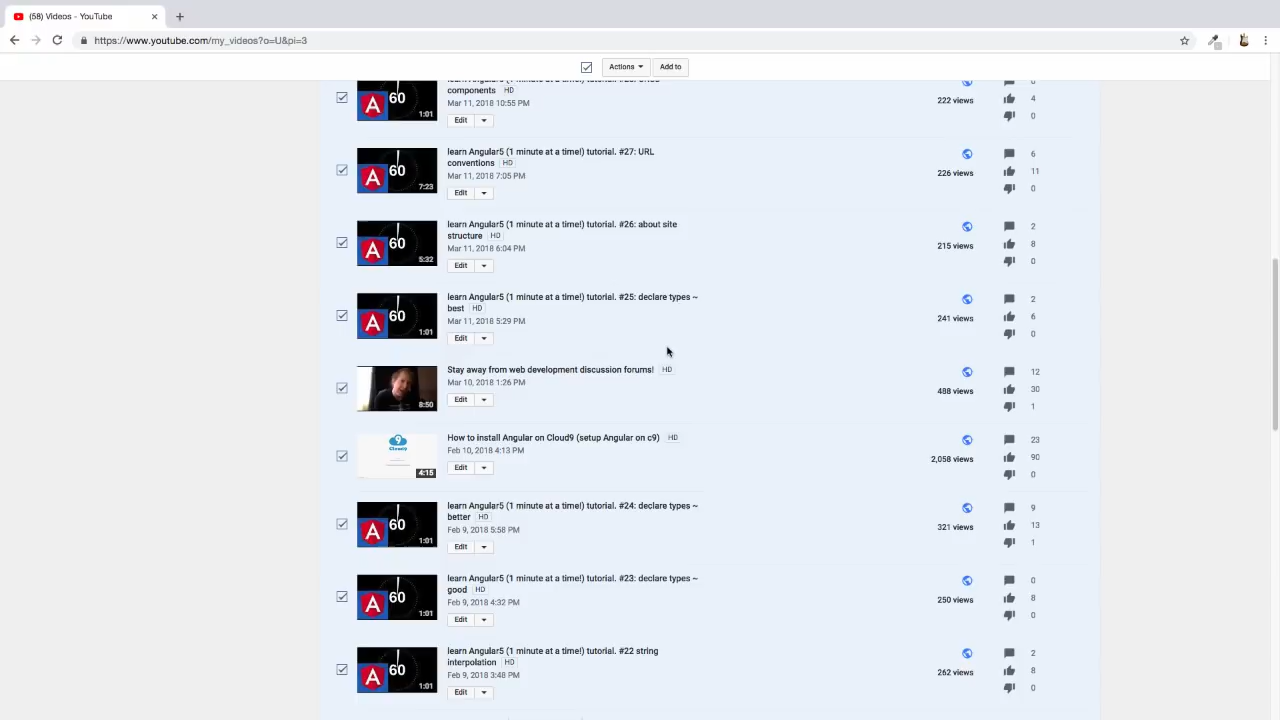 (58) Videos - YouTube
https://www.youtube.com/my_videos?o=U&pi=3
Actions
Add to
components HD
Mar 11, 2018 10:55 PM
222 views
4
0
Edit
60
1:01
learn Angular5 (1 minute at a time!) tutorial. #27: URL
conventions HD
Mar 11, 2018 7:05 PM
226 views
6
11
0
Edit
60
7:23
learn Angular5 (1 minute at a time!) tutorial. #26: about site
structure HD
Mar 11, 2018 6:04 PM
215 views
2
8
0
Edit
60
5:32
learn Angular5 (1 minute at a time!) tutorial. #25: declare types ~
best HD
Mar 11, 2018 5:29 PM
241 views
2
6
0
Edit
60
1:01
Stay away from web development discussion forums! HD
Mar 10, 2018 1:26 PM
488 views
12
30
1
Edit
8:50
How to install Angular on Cloud9 (setup Angular on c9) HD
Feb 10, 2018 4:13 PM
2,058 views
23
90
0
Edit
9
Cloud9
4:15
learn Angular5 (1 minute at a time!) tutorial. #24: declare types ~
better HD
Feb 9, 2018 5:58 PM
321 views
9
13
1
Edit
60
1:01
learn Angular5 (1 minute at a time!) tutorial. #23: declare types ~
good HD
Feb 9, 2018 4:32 PM
250 views
0
8
0
Edit
60
1:01
learn Angular5 (1 minute at a time!) tutorial. #22 string
interpolation HD
Feb 9, 2018 3:48 PM
262 views
2
8
0
Edit
60
1:01